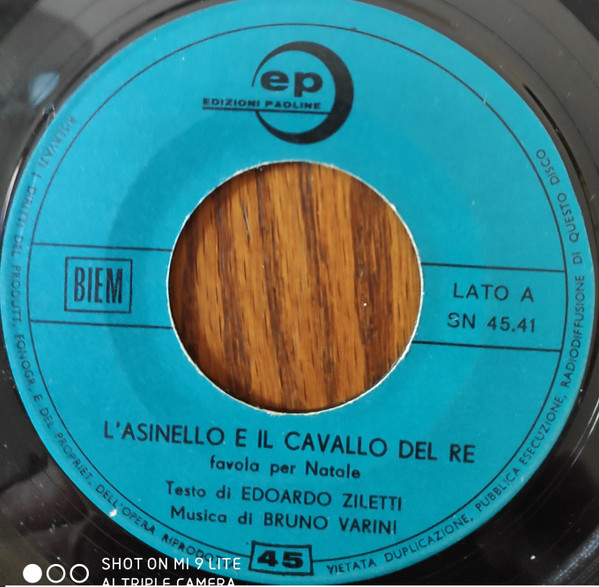 ep
EDIZIONI PAOLINE
BIEM
LATO A
SN 45.41
L'ASINELLO E IL CAVALLO DEL RE
favola per Natale
Testo di EDOARDO ZILETTI
Musica di BRUNO VARINI
45
RISERVATI I DIRITTI DEL PRODUTT. FONOGR. E DEL PROPRIET. DELL'OPERA
VIETATA DUPLICAZIONE, PUBBLICA ESECUZIONE, RADIODIFFUSIONE DI QUESTO DISCO
SHOT ON MI 9 LITE
AI TRIPLE CAMERA